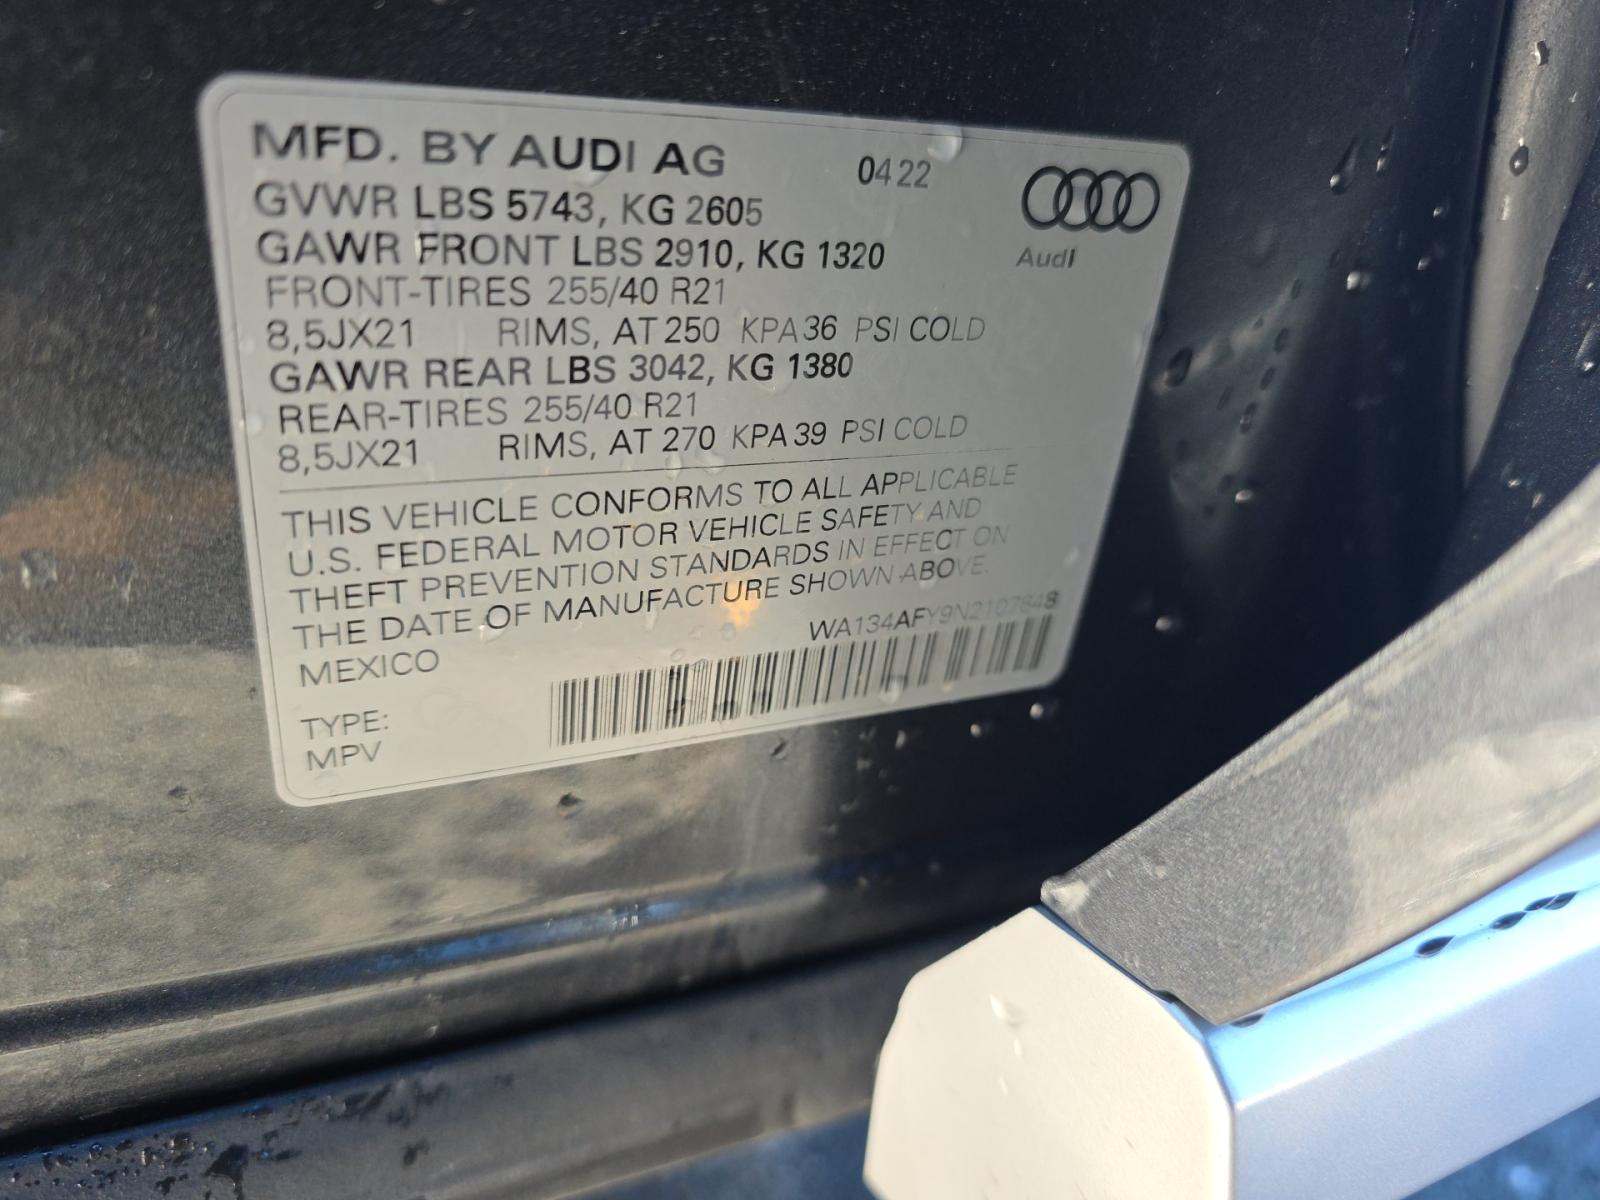 MFD. BY AUDI AG 0422
GVWR LBS 5743, KG 2605
GAWR FRONT LBS 2910, KG 1320
Audi
FRONT-TIRES 255/40 R21
8,5JX21 RIMS, AT 250 KPA 36 PSI COLD
GAWR REAR LBS 3042, KG 1380
REAR-TIRES 255/40 R21
8,5JX21 RIMS, AT 270 KPA 39 PSI COLD
THIS VEHICLE CONFORMS TO ALL APPLICABLE
U.S. FEDERAL MOTOR VEHICLE SAFETY AND
THEFT PREVENTION STANDARDS IN EFFECT ON
THE DATE OF MANUFACTURE SHOWN ABOVE.
MEXICO
TYPE:
MPV